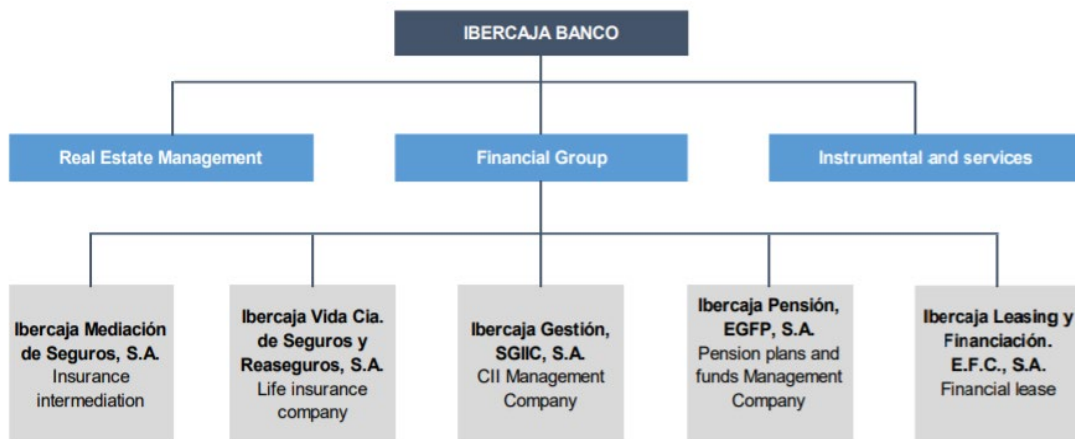 IBERCAJA BANCO
Real Estate Management
Financial Group
Instrumental and services
Ibercaja Mediación
de Seguros, S.A.
Insurance
intermediation
Ibercaja Vida Cia.
de Seguros y
Reaseguros, S.A.
Life insurance
company
Ibercaja Gestión,
SGIIC, S.A.
CII Management
Company
Ibercaja Pensión,
EGFP, S.A.
Pension plans and
funds Management
Company
Ibercaja Leasing y
Financiación.
E.F.C., S.A.
Financial lease